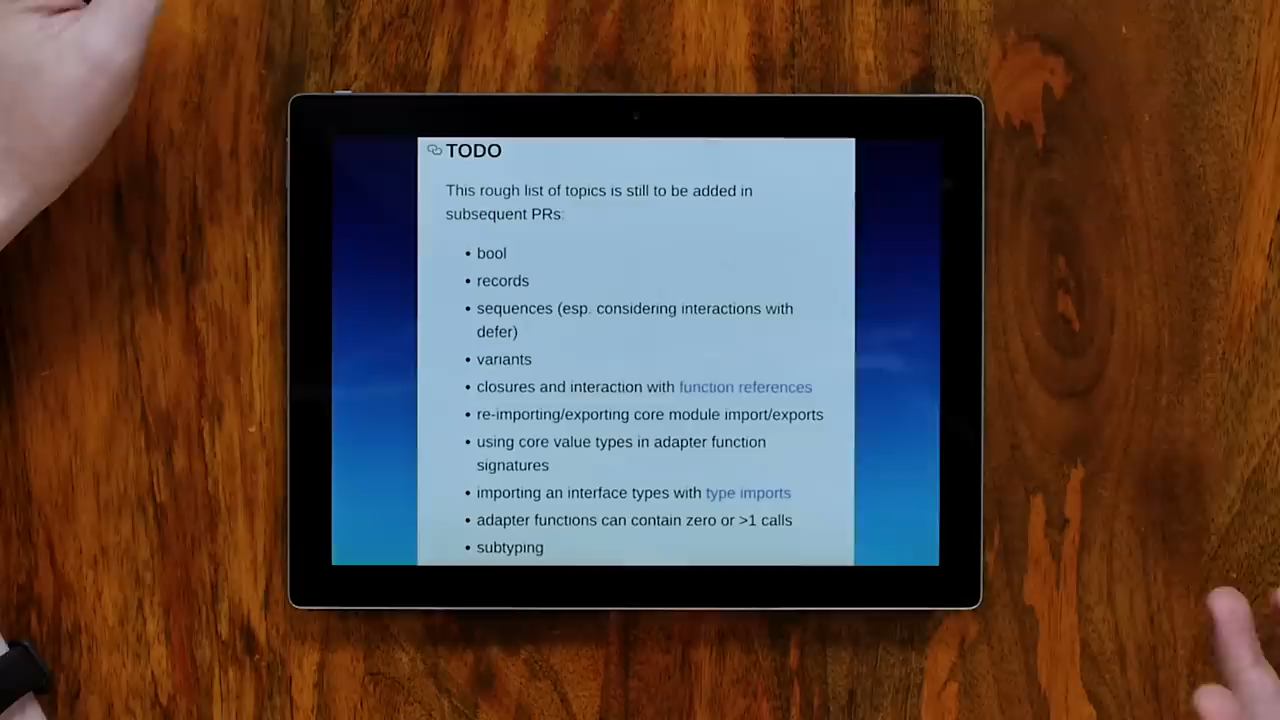 TODO
This rough list of topics is still to be added in
subsequent PRs:
• bool
• records
• sequences (esp. considering interactions with
defer)
• variants
• closures and interaction with function references
• re-importing/exporting core module import/exports
• using core value types in adapter function
signatures
• importing an interface types with type imports
• adapter functions can contain zero or >1 calls
• subtyping